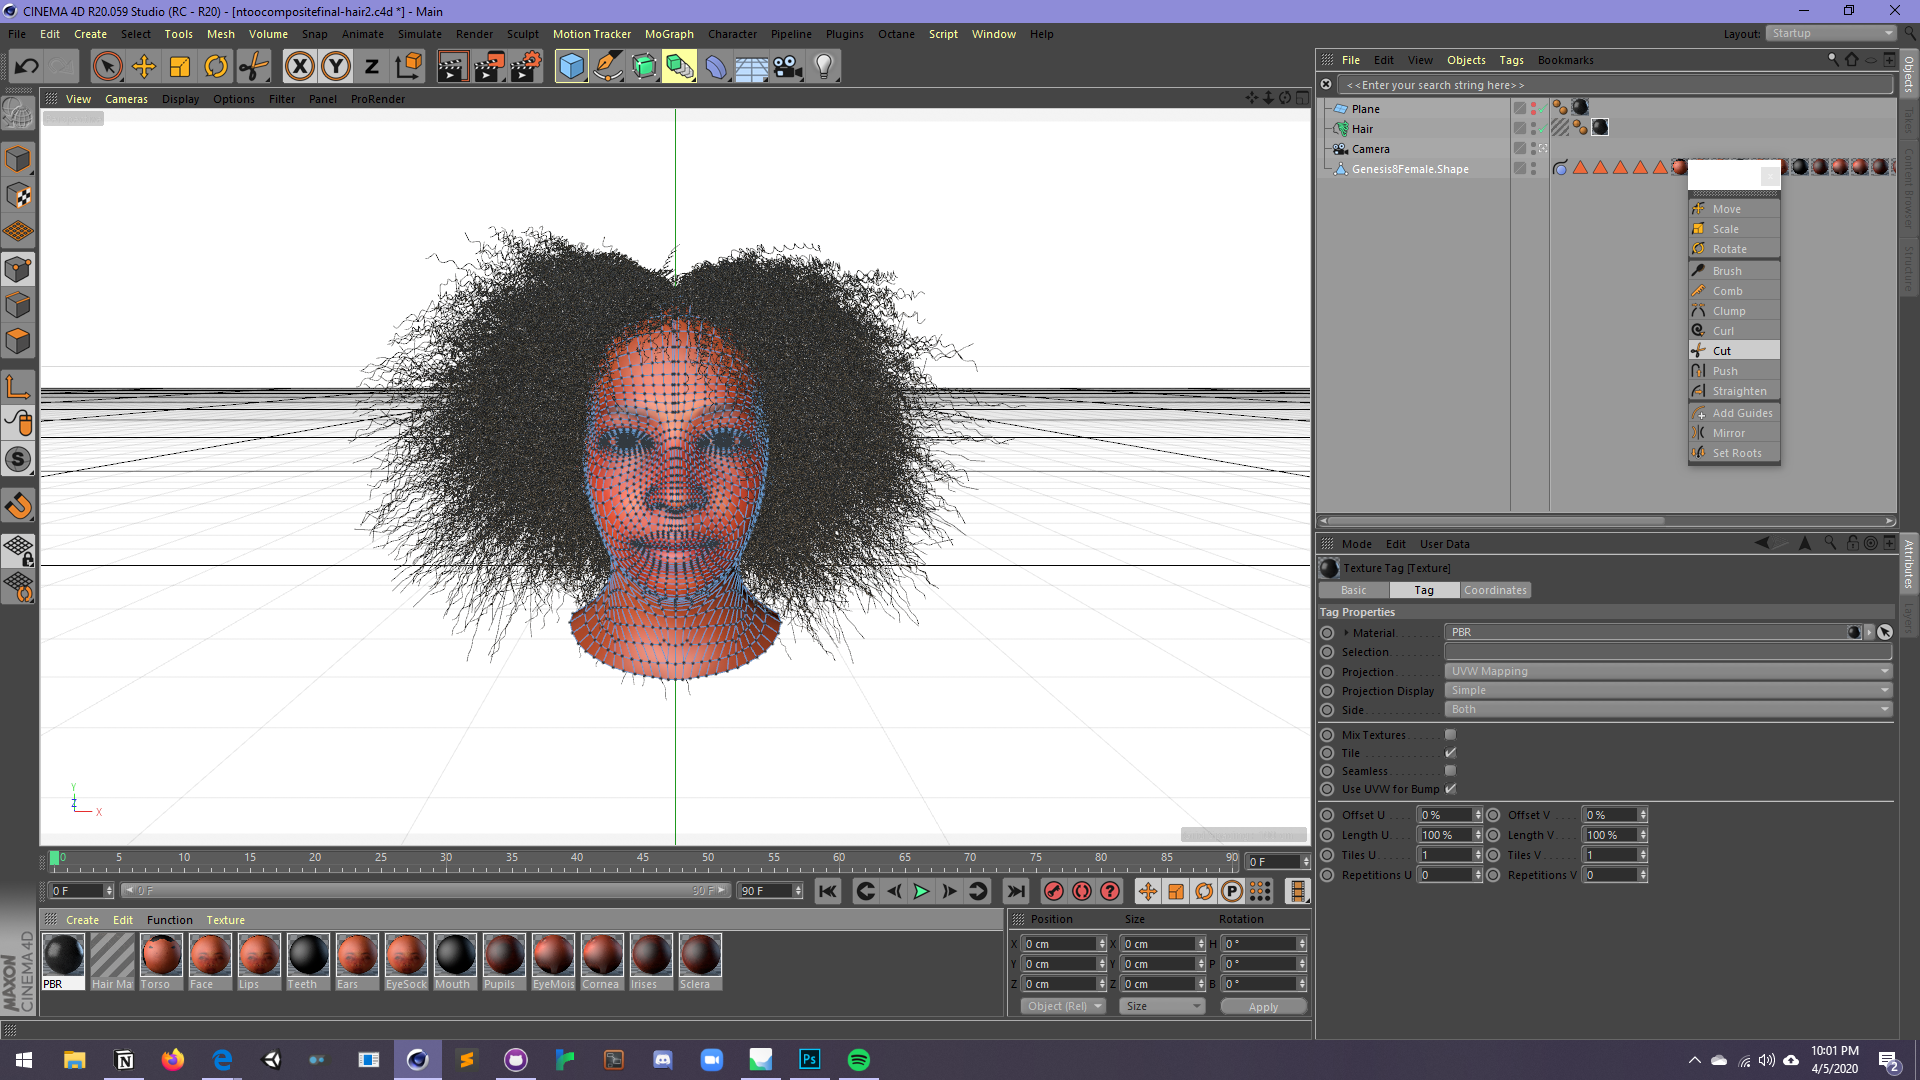 CINEMA 4D R20.059 Studio (RC - R20) - [ntoocompositefinal-hair2.c4d *] - Main
File Edit Create Select Tools Mesh Volume Snap Animate Simulate Render Sculpt Motion Tracker MoGraph Character Pipeline Plugins Octane Script Window Help
Layout: Startup
X Y Z
View Cameras Display Options Filter Panel ProRender
File Edit View Objects Tags Bookmarks
<<Enter your search string here>>
Plane
Hair
Camera
Genesis8Female.Shape
Move
Scale
Rotate
Brush
Comb
Clump
Curl
Cut
Push
Straighten
Add Guides
Mirror
Set Roots
Objects
Takes
Content Browser
Structure
Attributes
Layers
Mode Edit User Data
Texture Tag [Texture]
Basic Tag Coordinates
Tag Properties
Material PBR
Selection
Projection UVW Mapping
Projection Display Simple
Side Both
Mix Textures
Tile
Seamless
Use UVW for Bump
Offset U 0 % Offset V 0 %
Length U 100 % Length V 100 %
Tiles U 1 Tiles V 1
Repetitions U 0 Repetitions V 0
Y
Z
X
0 5 10 15 20 25 30 35 40 45 50 55 60 65 70 75 80 85 90 0 F
0 F 0 F 90 F 90 F
Create Edit Function Texture
PBR Hair Ma Torso Face Lips Teeth Ears EyeSock Mouth Pupils EyeMois Cornea Irises Sclera
Position Size Rotation
X 0 cm X 0 cm H 0 °
Y 0 cm Y 0 cm P 0 °
Z 0 cm Z 0 cm B 0 °
Object (Rel) Size Apply
MAXON
CINEMA 4D
10:01 PM
4/5/2020
2